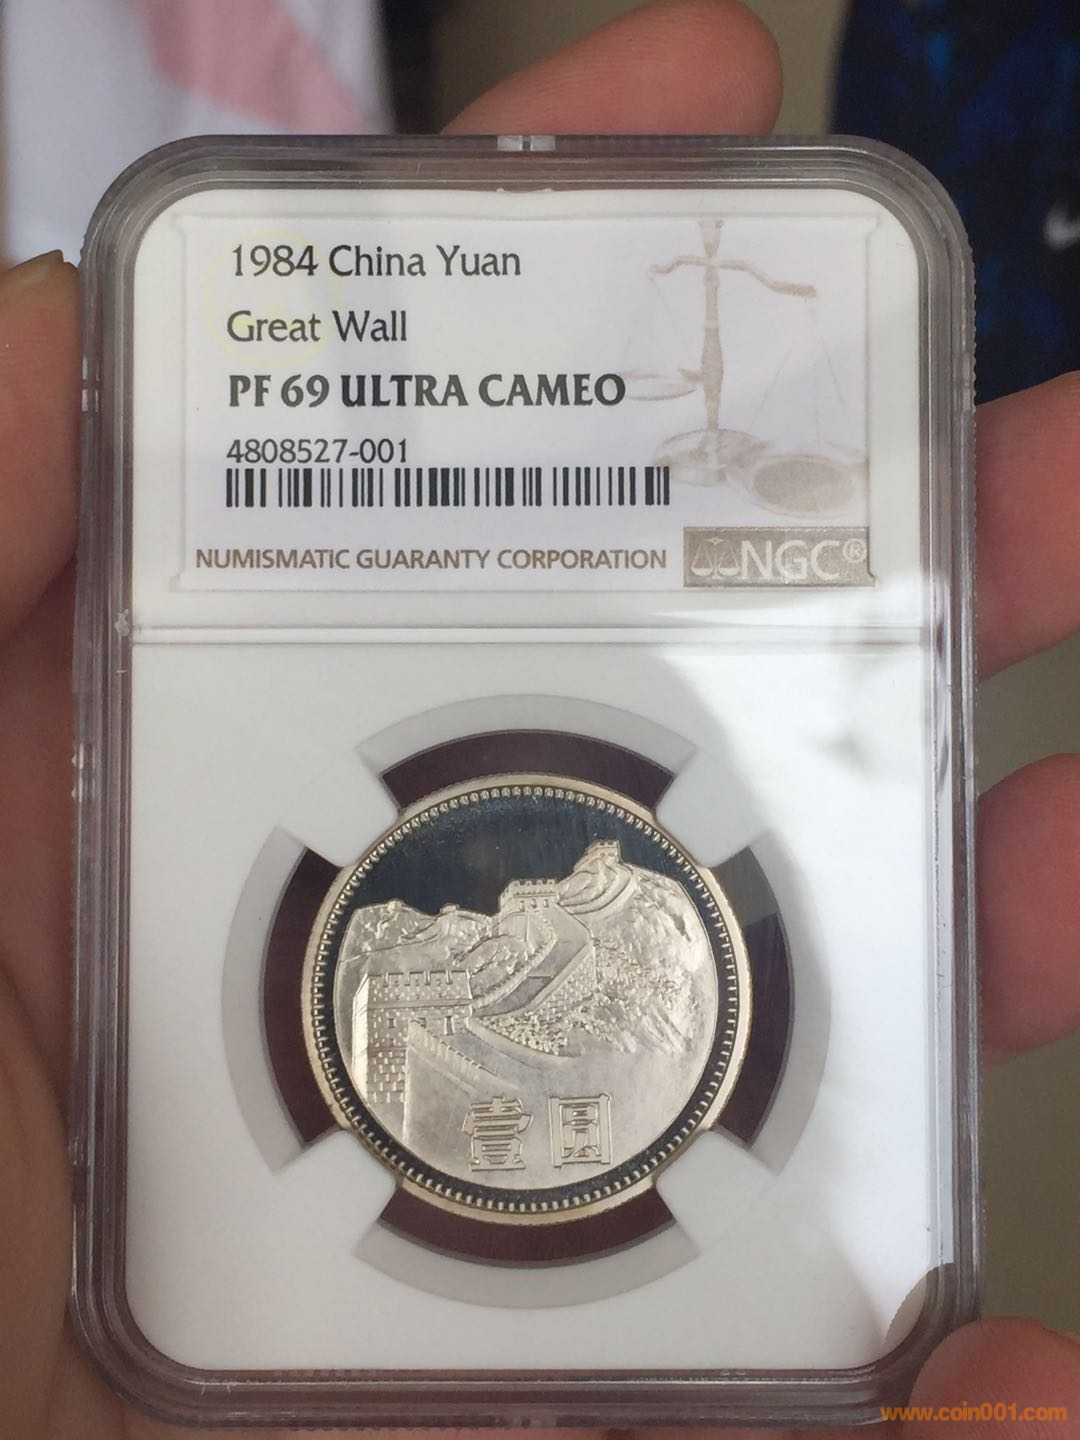 1984 China Yuan
Great Wall
PF 69 ULTRA CAMEO
4808527-001
NUMISMATIC GUARANTY CORPORATION
NGC®
壹圓
www.coin001.com